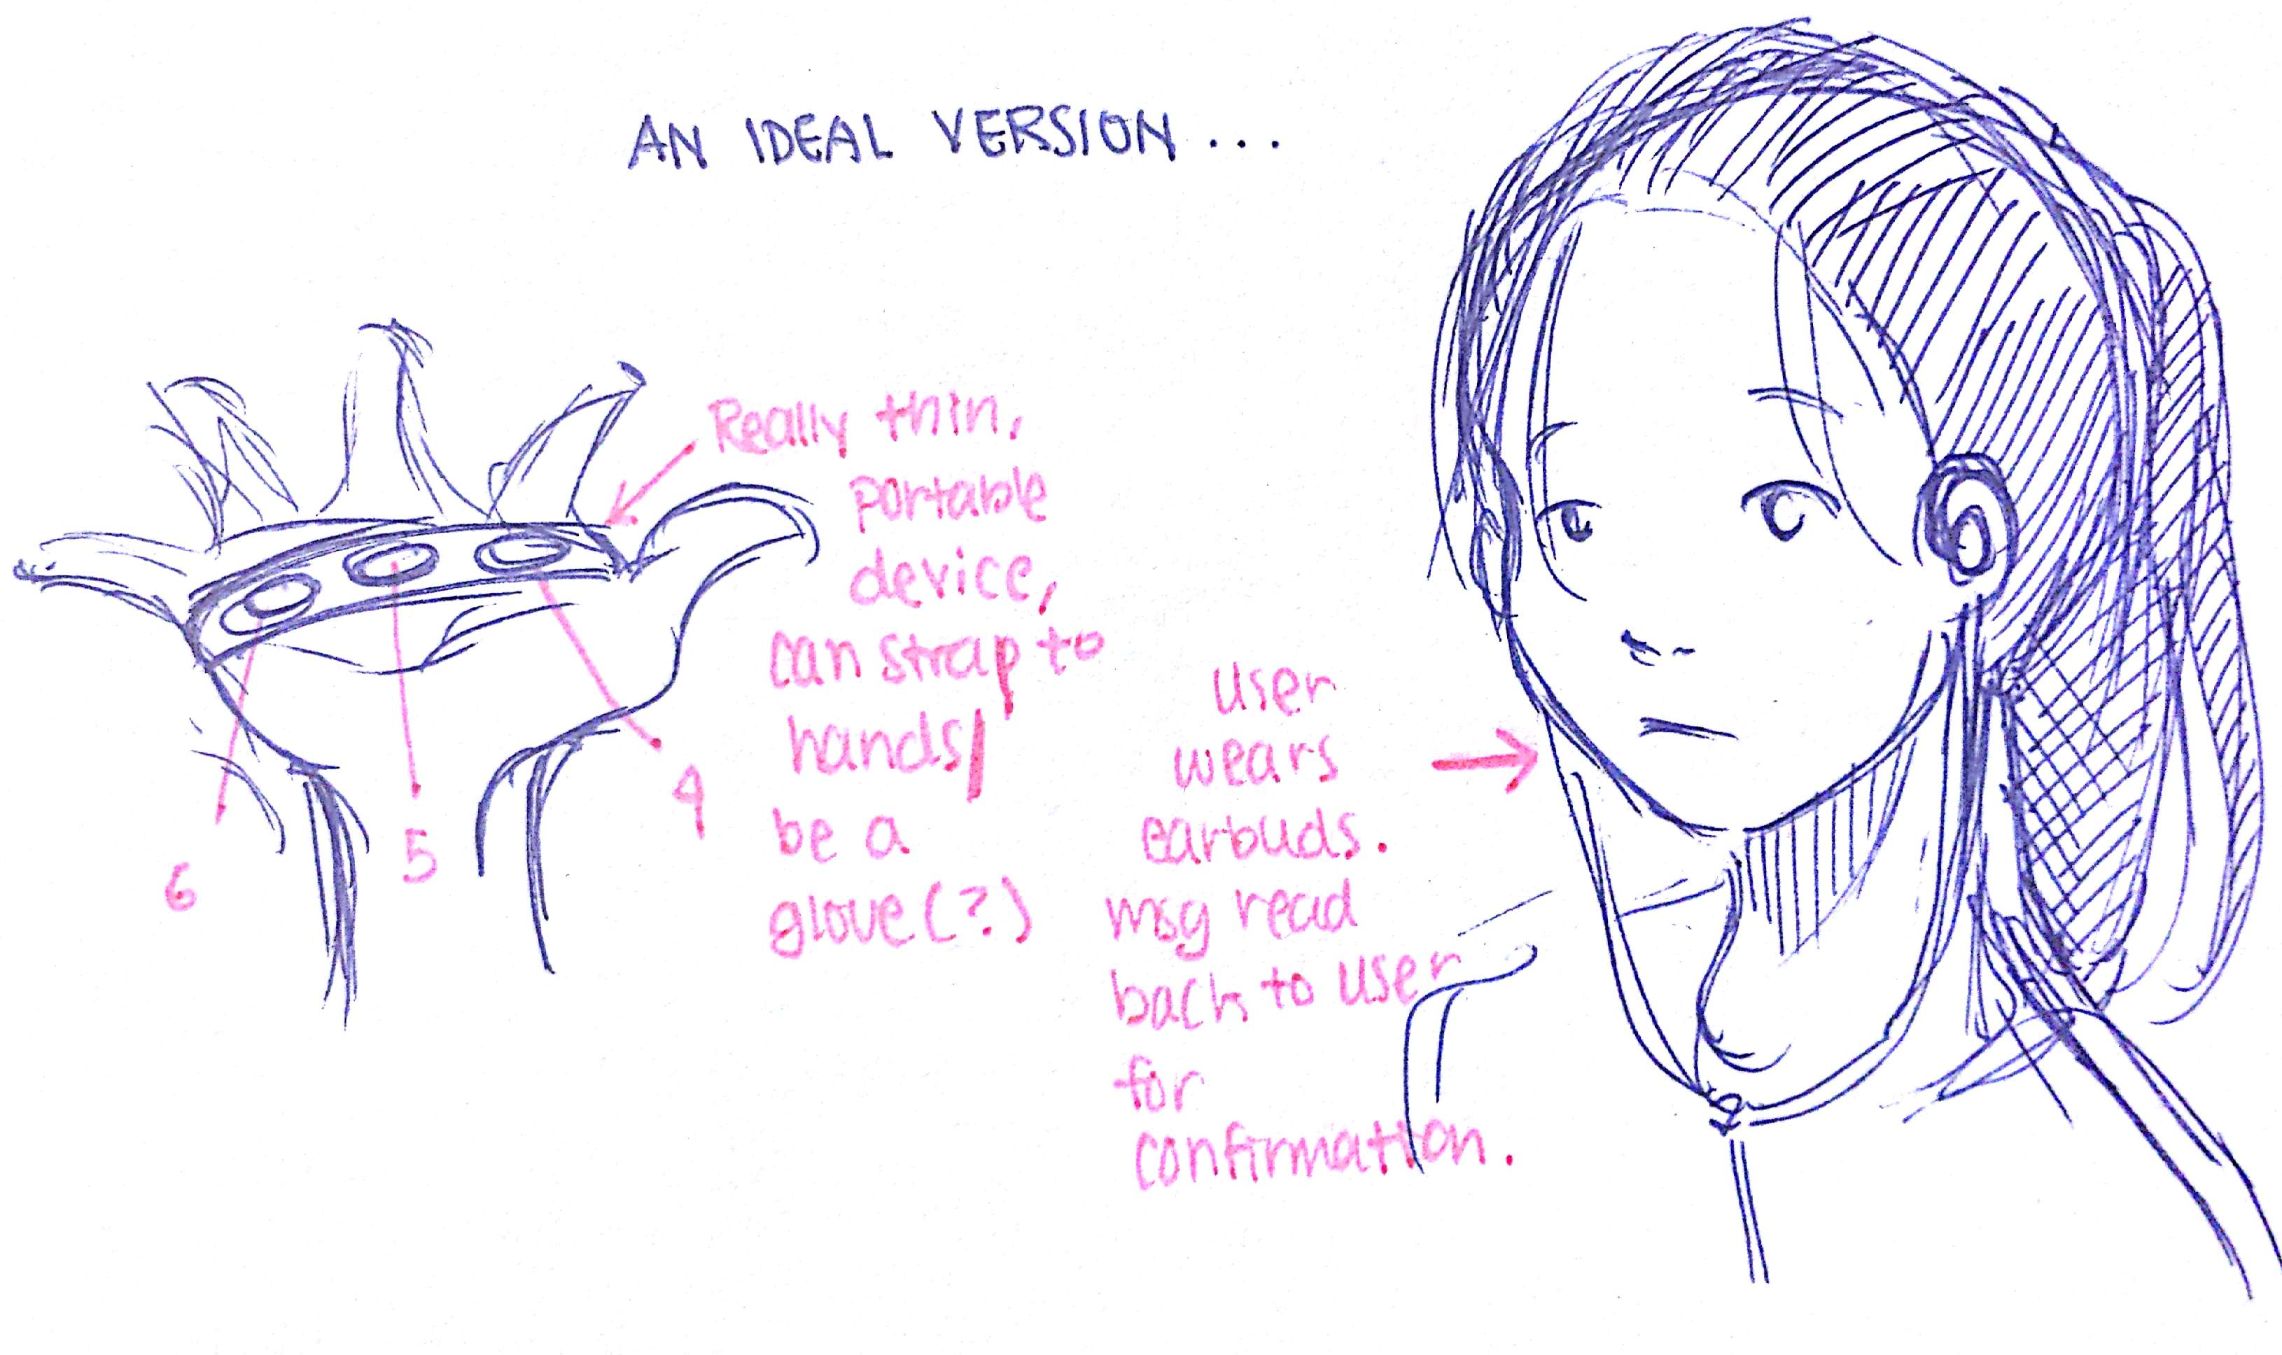 AN IDEAL VERSION...
Really thin,
portable
device,
can strap to
hands/
be a
glove(?)
6
5
4
user
wears
earbuds.
msg read
back to user
for
confirmation.